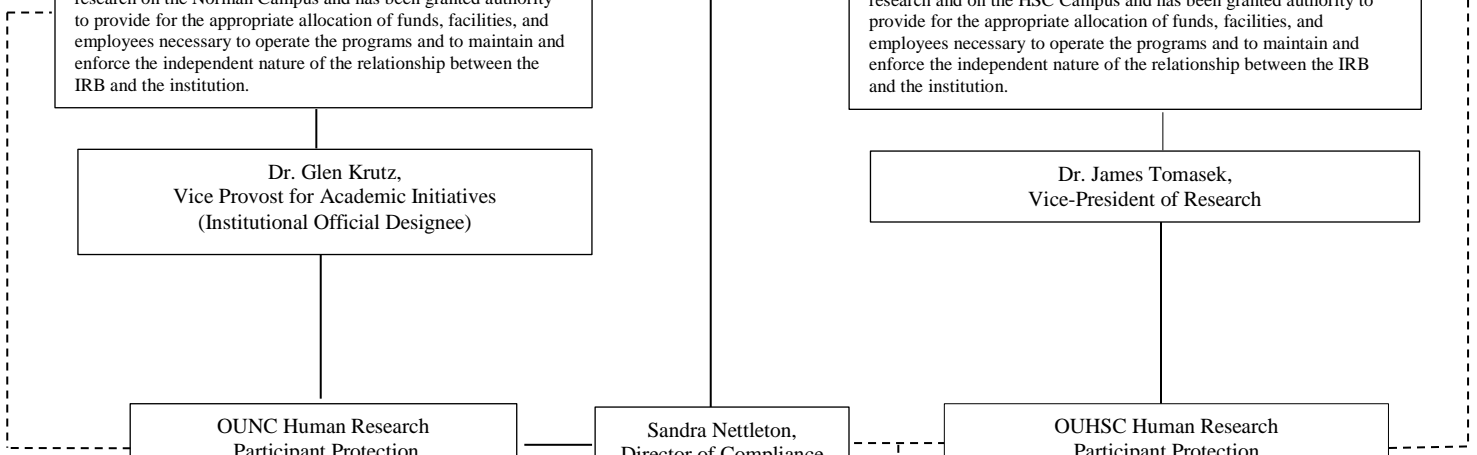 research on the Norman Campus and has been granted authority
to provide for the appropriate allocation of funds, facilities, and
employees necessary to operate the programs and to maintain and
enforce the independent nature of the relationship between the
IRB and the institution.
research and on the HSC Campus and has been granted authority to
provide for the appropriate allocation of funds, facilities, and
employees necessary to operate the programs and to maintain and
enforce the independent nature of the relationship between the IRB
and the institution.
Dr. Glen Krutz,
Vice Provost for Academic Initiatives
(Institutional Official Designee)
Dr. James Tomasek,
Vice-President of Research
OUNC Human Research
Participant Protection
Sandra Nettleton,
Director of Compliance
OUHSC Human Research
Participant Protection